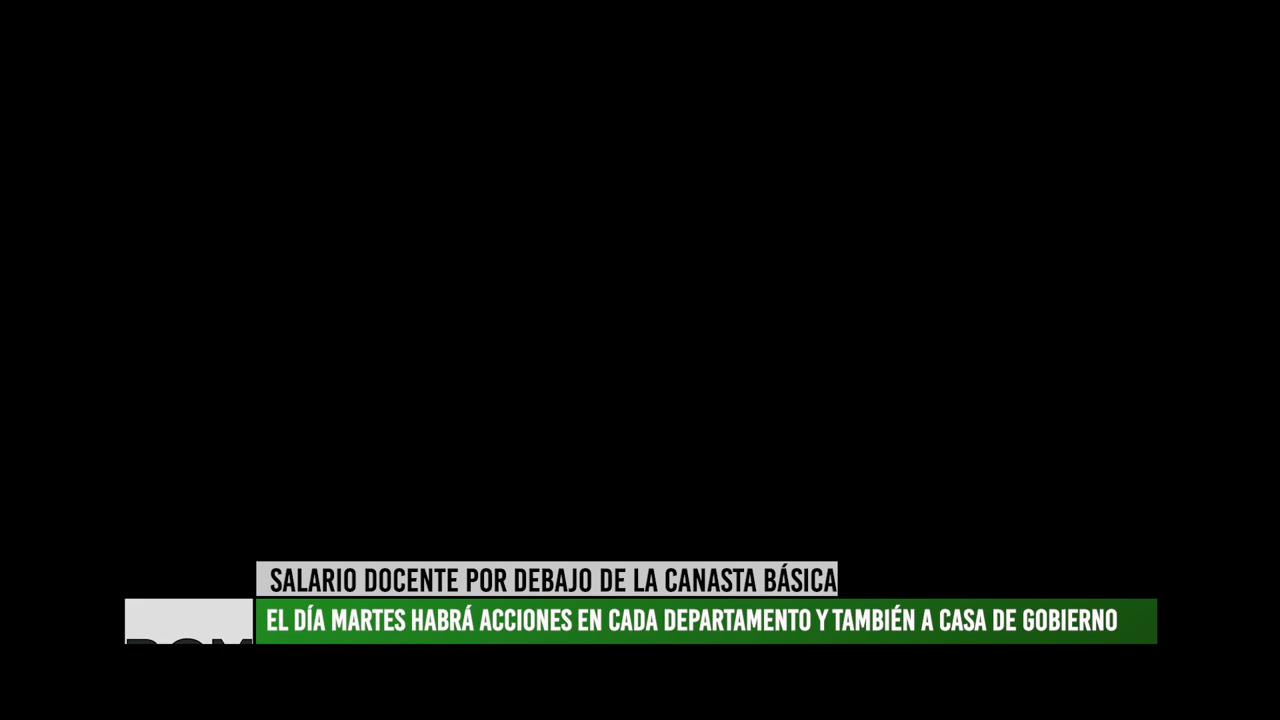 SALARIO DOCENTE POR DEBAJO DE LA CANASTA BÁSICA
EL DÍA MARTES HABRÁ ACCIONES EN CADA DEPARTAMENTO Y TAMBIÉN A CASA DE GOBIERNO